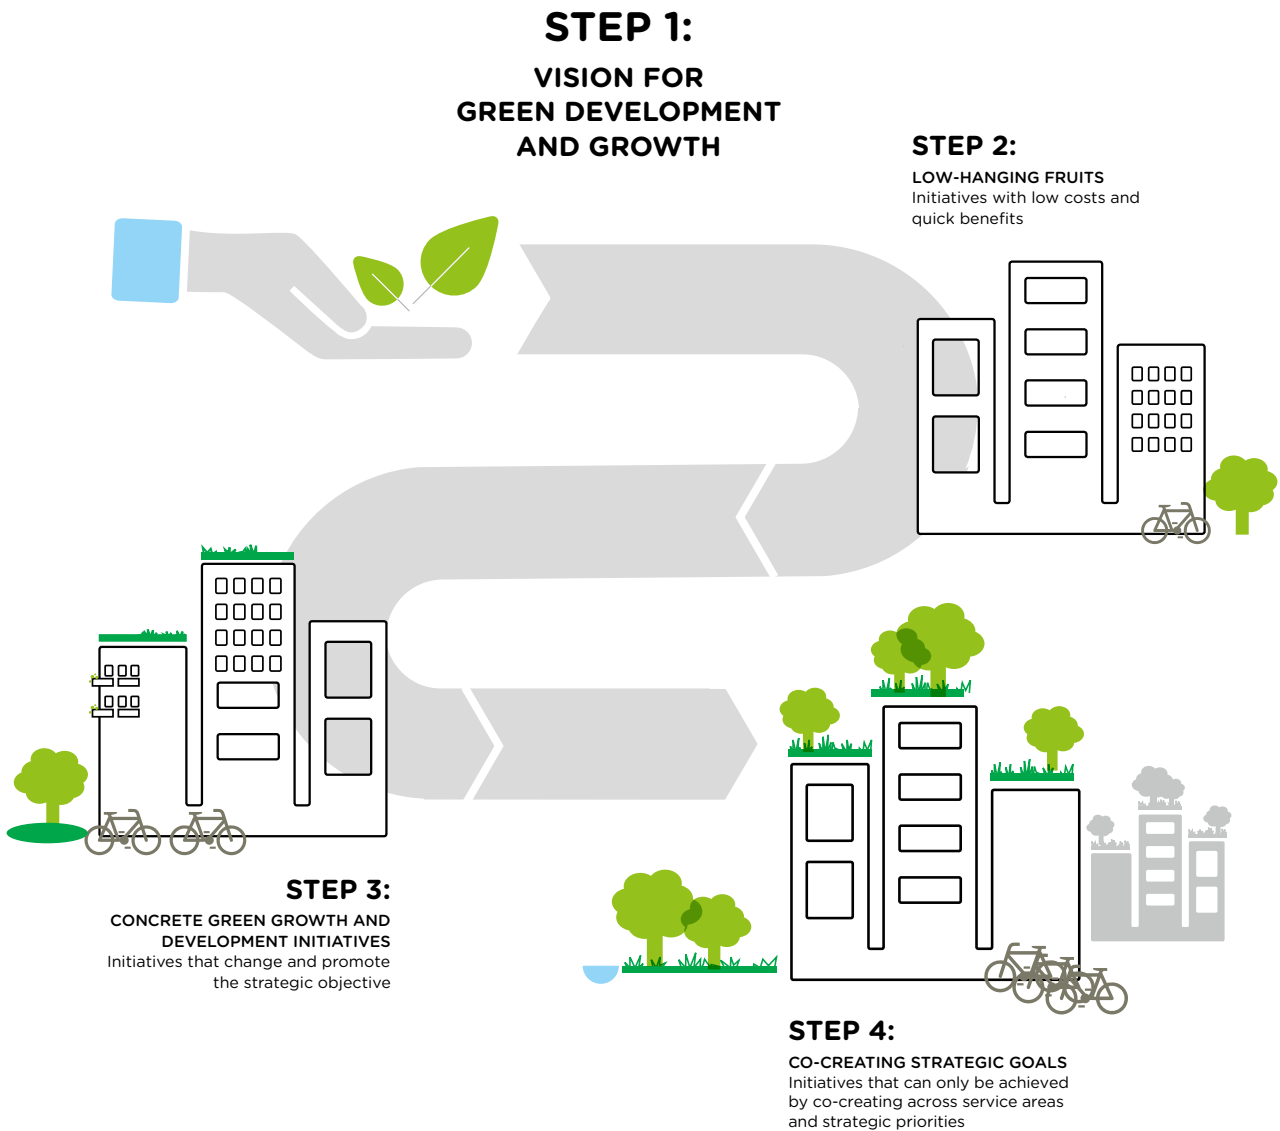 STEP 1:
VISION FOR
GREEN DEVELOPMENT
AND GROWTH
STEP 2:
LOW-HANGING FRUITS
Initiatives with low costs and
quick benefits
STEP 3:
CONCRETE GREEN GROWTH AND
DEVELOPMENT INITIATIVES
Initiatives that change and promote
the strategic objective
STEP 4:
CO-CREATING STRATEGIC GOALS
Initiatives that can only be achieved
by co-creating across service areas
and strategic priorities